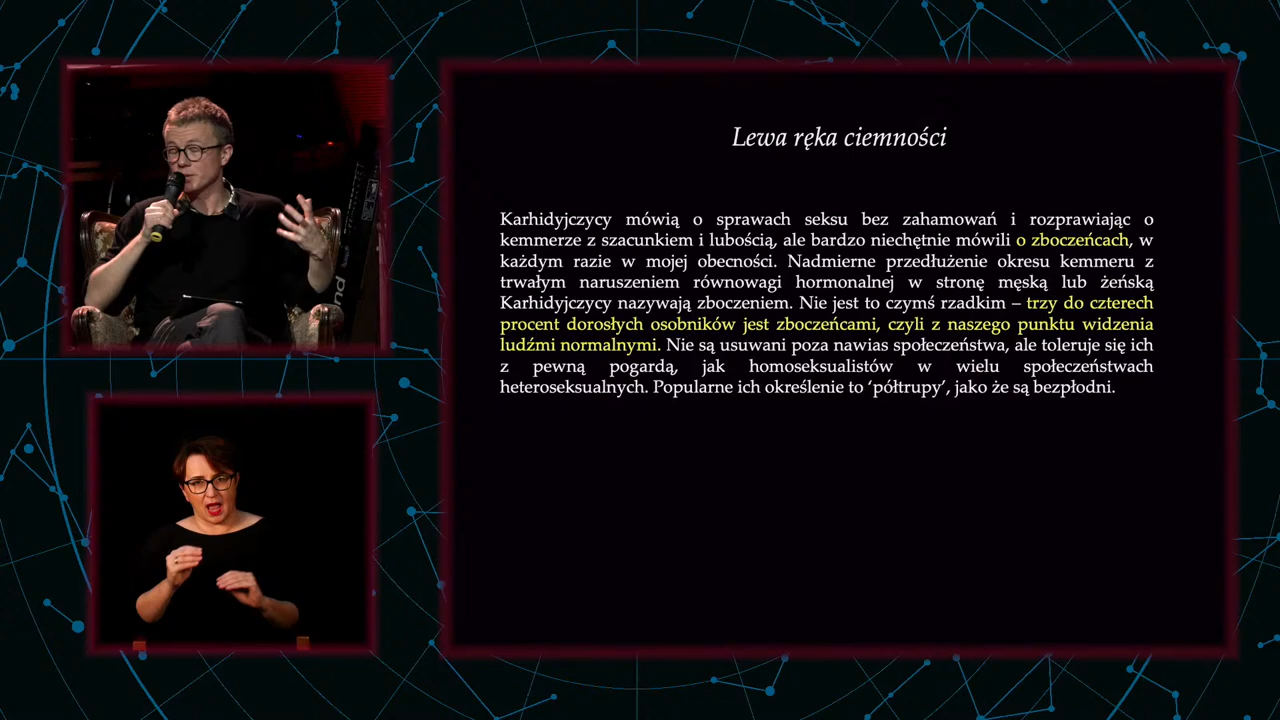 Lewa ręka ciemności
Karhidyjczycy mówią o sprawach seksu bez zahamowań i rozprawiając o
kemmerze z szacunkiem i lubością, ale bardzo niechętnie mówili o zboczeńcach, w
każdym razie w mojej obecności. Nadmierne przedłużenie okresu kemmeru z
trwałym naruszeniem równowagi hormonalnej w stronę męską lub żeńską
Karhidyjczycy nazywają zboczeniem. Nie jest to czymś rzadkim – trzy do czterech
procent dorosłych osobników jest zboczeńcami, czyli z naszego punktu widzenia
ludźmi normalnymi. Nie są usuwani poza nawias społeczeństwa, ale toleruje się ich
z pewną pogardą, jak homoseksualistów w wielu społeczeństwach
heteroseksualnych. Popularne ich określenie to ‘półtrupy’, jako że są bezpłodni.